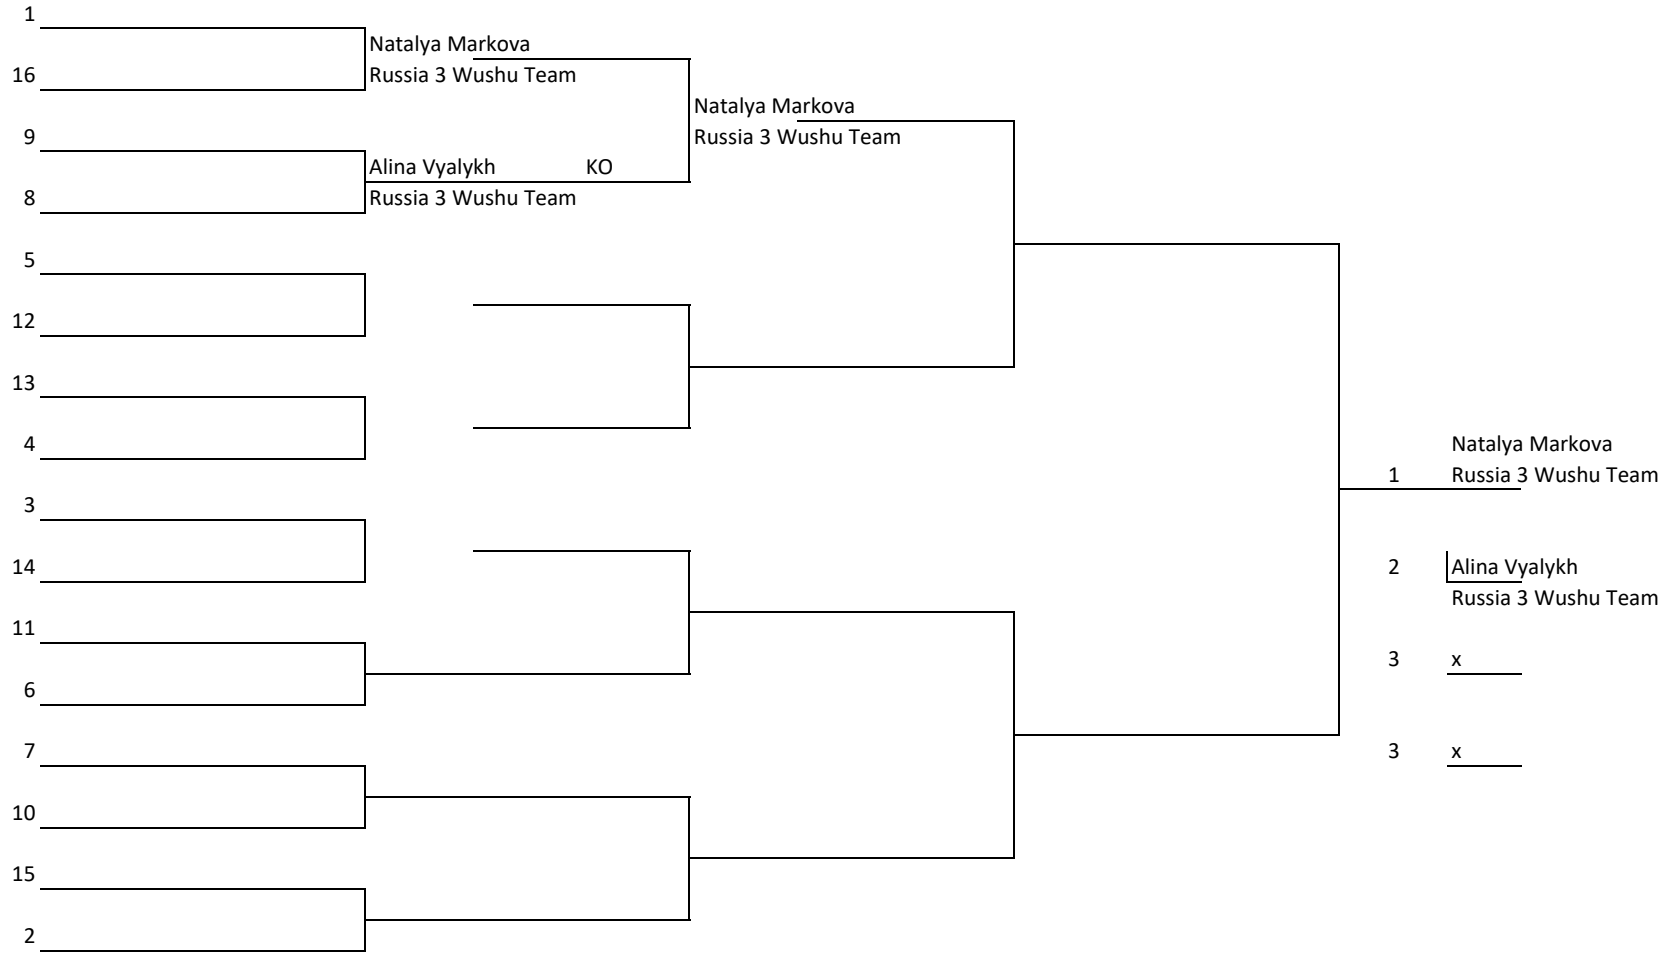 1
Natalya Markova
16
Russia 3 Wushu Team
Natalya Markova
9
Russia 3 Wushu Team
Alina Vyalykh KO
8
Russia 3 Wushu Team
5
12
13
4
Natalya Markova
1 Russia 3 Wushu Team
3
14
2 Alina Vyalykh
Russia 3 Wushu Team
11
3 x
6
7
3 x
10
15
2